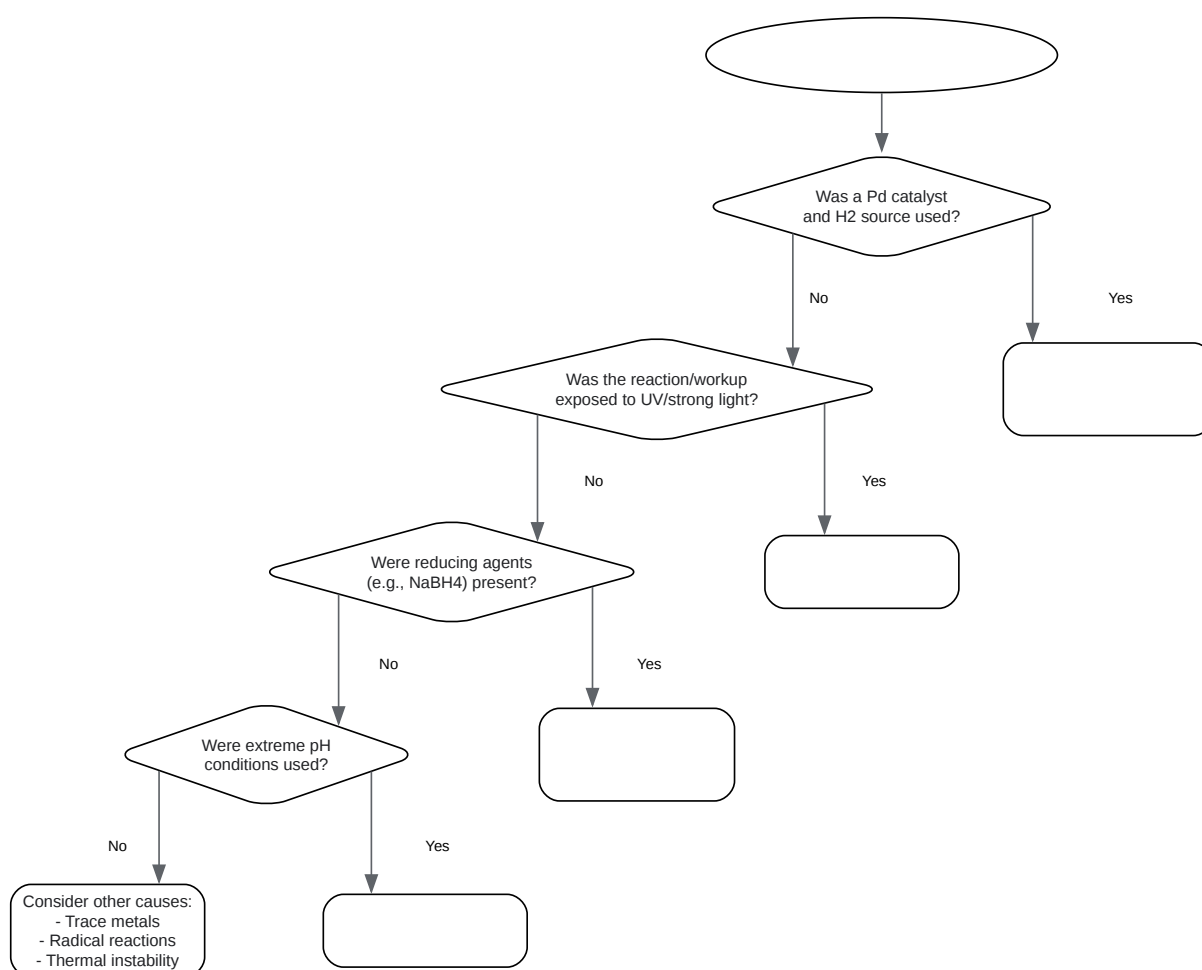 Was a Pd catalyst
and H2 source used?
No
Yes
Was the reaction/workup
exposed to UV/strong light?
No
Yes
Were reducing agents
(e.g., NaBH4) present?
No
Yes
Were extreme pH
conditions used?
No
Yes
Consider other causes:
- Trace metals
- Radical reactions
- Thermal instability